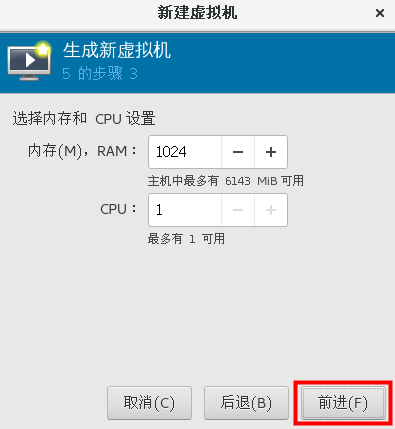 新建虚拟机
生成新虚拟机
5 的步骤 3
选择内存和 CPU 设置
内存(M)，RAM： 1024
主机中最多有 6143 MiB 可用
CPU： 1
最多有 1 可用
取消(C) 后退(B) 前进(F)